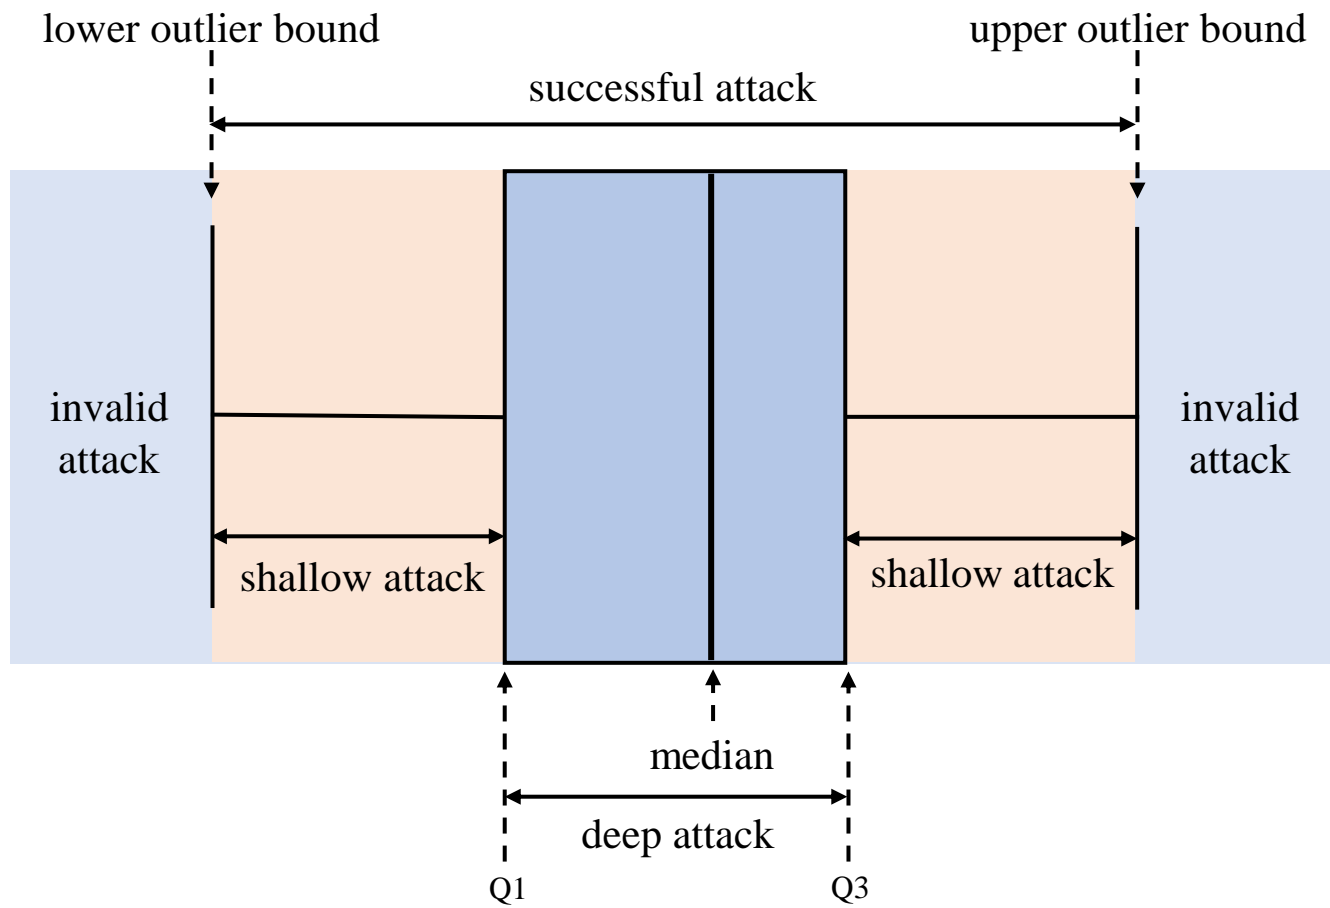 lower outlier bound
upper outlier bound
successful attack
invalid
attack
invalid
attack
shallow attack
shallow attack
median
deep attack
Q1
Q3